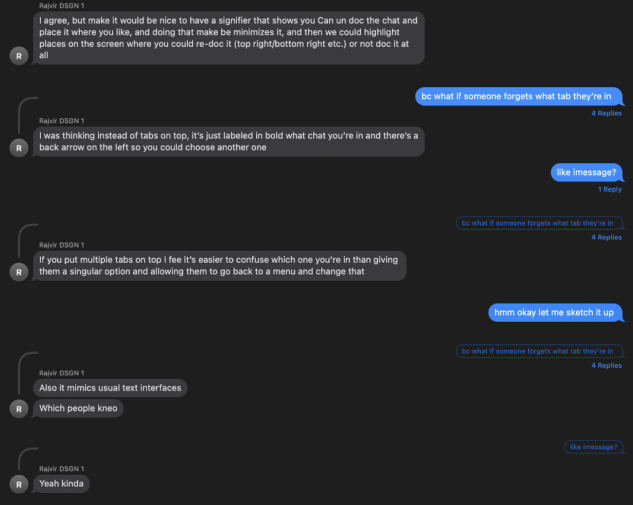 Rajvir DSGN 1
I agree, but make it would be nice to have a signifier that shows you Can un doc the chat and
place it where you like, and doing that make be minimizes it, and then we could highlight
places on the screen where you could re-doc it (top right/bottom right etc.) or not doc it at
all
R
bc what if someone forgets what tab they're in
4 Replies
Rajvir DSGN 1
I was thinking instead of tabs on top, it's just labeled in bold what chat you're in and there's a
back arrow on the left so you could choose another one
R
like imessage?
1 Reply
bc what if someone forgets what tab they're in
4 Replies
Rajvir DSGN 1
If you put multiple tabs on top I fee it's easier to confuse which one you're in than giving
them a singular option and allowing them to go back to a menu and change that
R
hmm okay let me sketch it up
bc what if someone forgets what tab they're in
4 Replies
Rajvir DSGN 1
Also it mimics usual text interfaces
Which people kneo
R
like imessage?
Rajvir DSGN 1
Yeah kinda
R